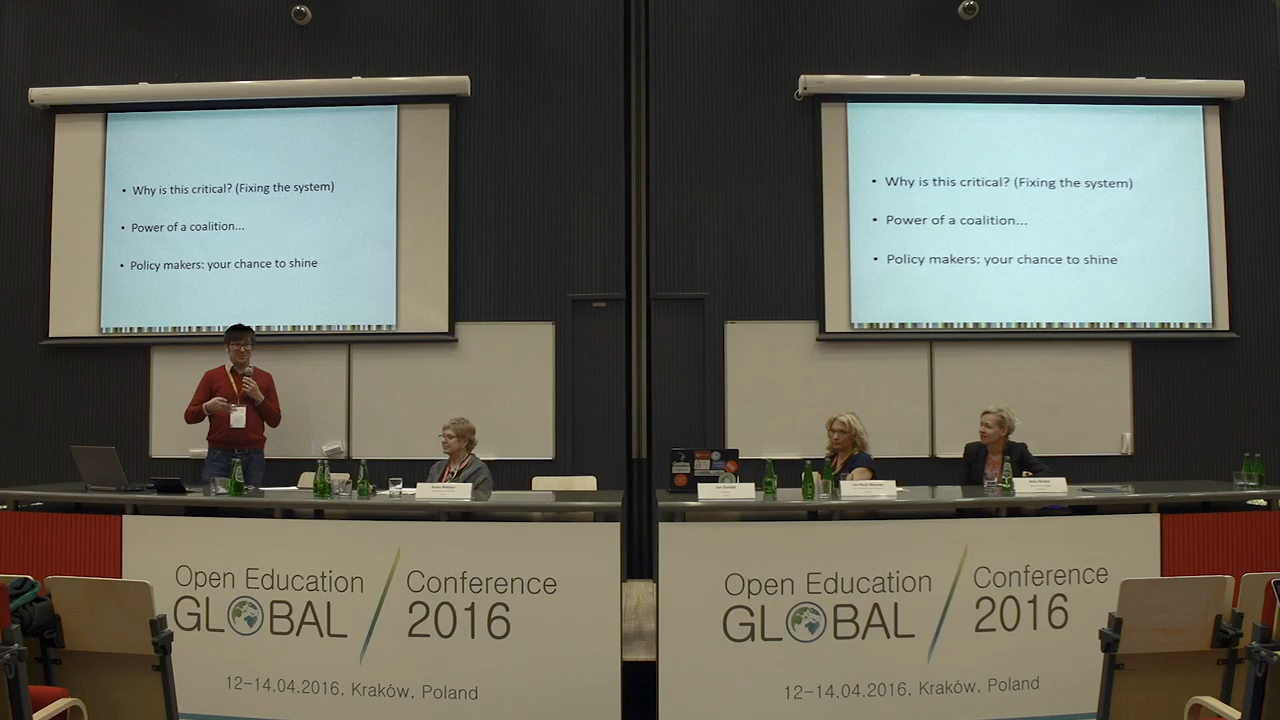 • Why is this critical? (Fixing the system)
• Power of a coalition...
• Policy makers: your chance to shine
• Why is this critical? (Fixing the system)
• Power of a coalition...
• Policy makers: your chance to shine
Open Education
GLOBAL
Conference
2016
12-14.04.2016, Kraków, Poland
Open Education
GLOBAL
Conference
2016
12-14.04.2016, Kraków, Poland